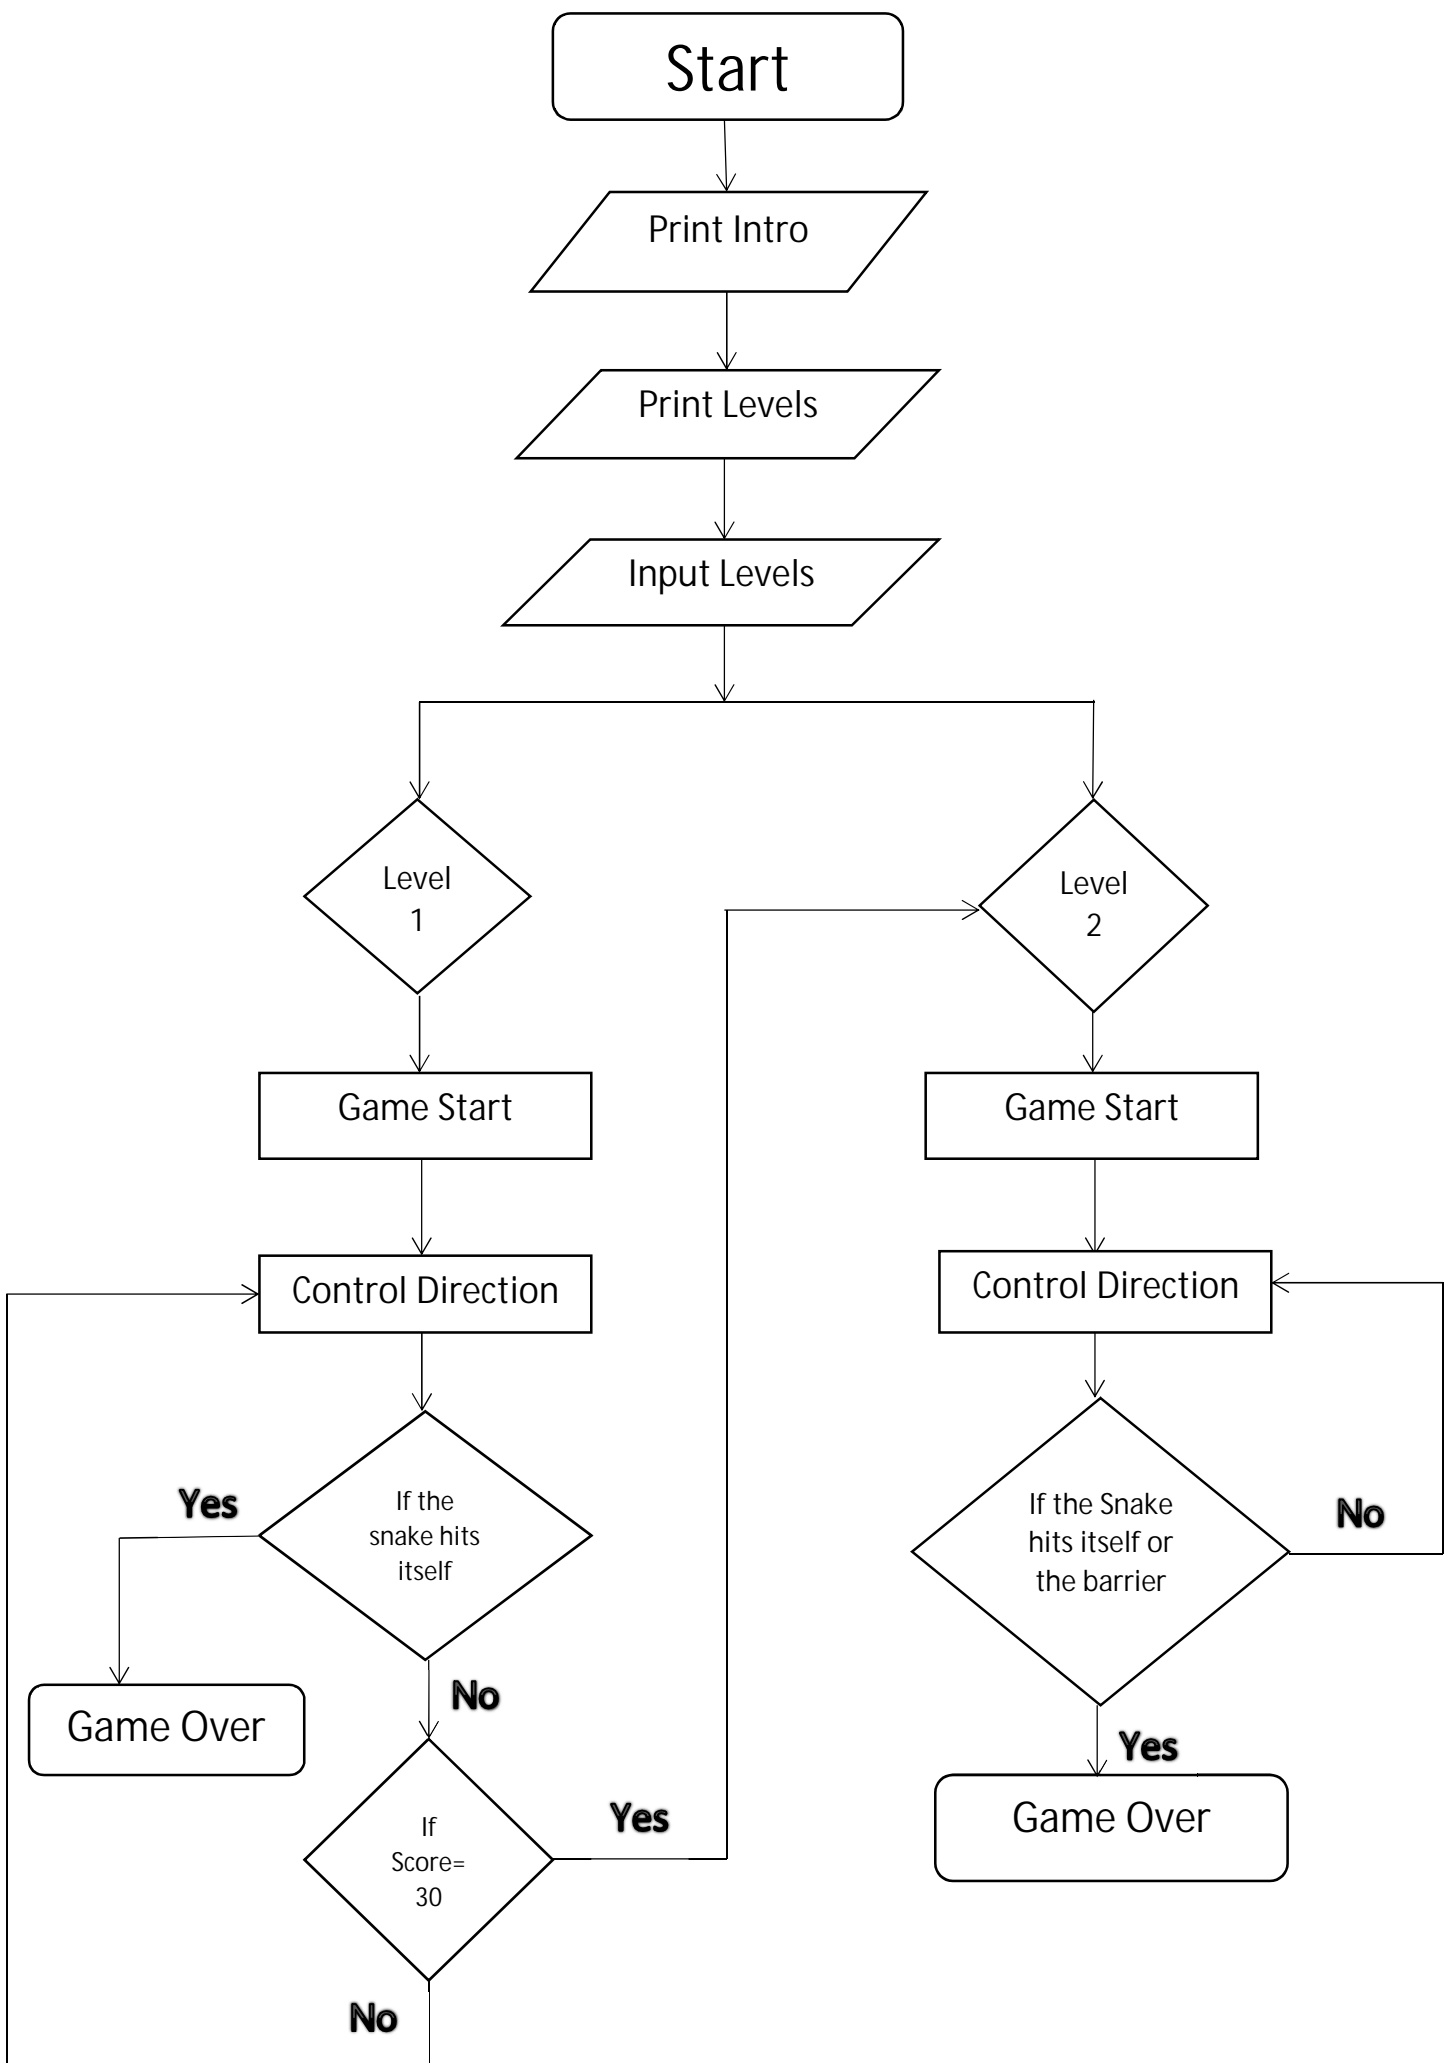 Start
Print Intro
Print Levels
Input Levels
Level
1
Level
2
Game Start
Game Start
Control Direction
Control Direction
Yes
If the
snake hits
itself
If the Snake
hits itself or
the barrier
No
No
Game Over
Yes
Game Over
If
Score=
30
Yes
No